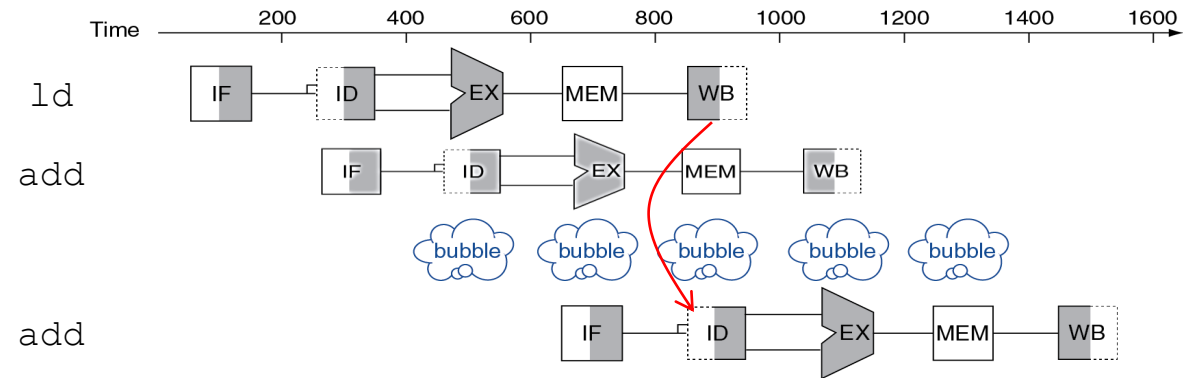 Time 200 400 600 800 1000 1200 1400 1600
ld IF ID EX MEM WB
add IF ID EX MEM WB
bubble bubble bubble bubble bubble
add IF ID EX MEM WB